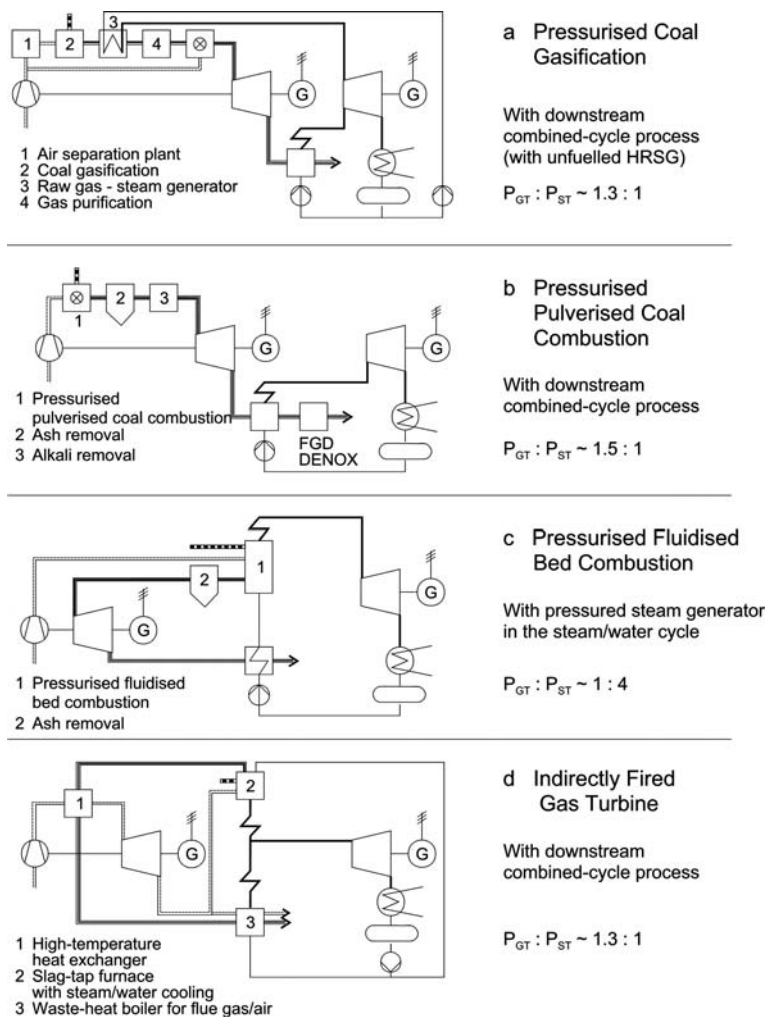 3
1
2
4
G
G
1 Air separation plant
2 Coal gasification
3 Raw gas - steam generator
4 Gas purification
a Pressurised Coal
Gasification
With downstream
combined-cycle process
(with unfuelled HRSG)
P_GT : P_ST ~ 1.3 : 1
2
3
1
G
G
1 Pressurised
pulverised coal combustion
2 Ash removal
3 Alkali removal
FGD
DENOX
b Pressurised
Pulverised Coal
Combustion
With downstream
combined-cycle process
P_GT : P_ST ~ 1.5 : 1
1
2
G
G
1 Pressurised fluidised
bed combustion
2 Ash removal
c Pressurised Fluidised
Bed Combustion
With pressured steam generator
in the steam/water cycle
P_GT : P_ST ~ 1 : 4
2
1
G
G
3
1 High-temperature
heat exchanger
2 Slag-tap furnace
with steam/water cooling
3 Waste-heat boiler for flue gas/air
d Indirectly Fired
Gas Turbine
With downstream
combined-cycle process
P_GT : P_ST ~ 1.3 : 1